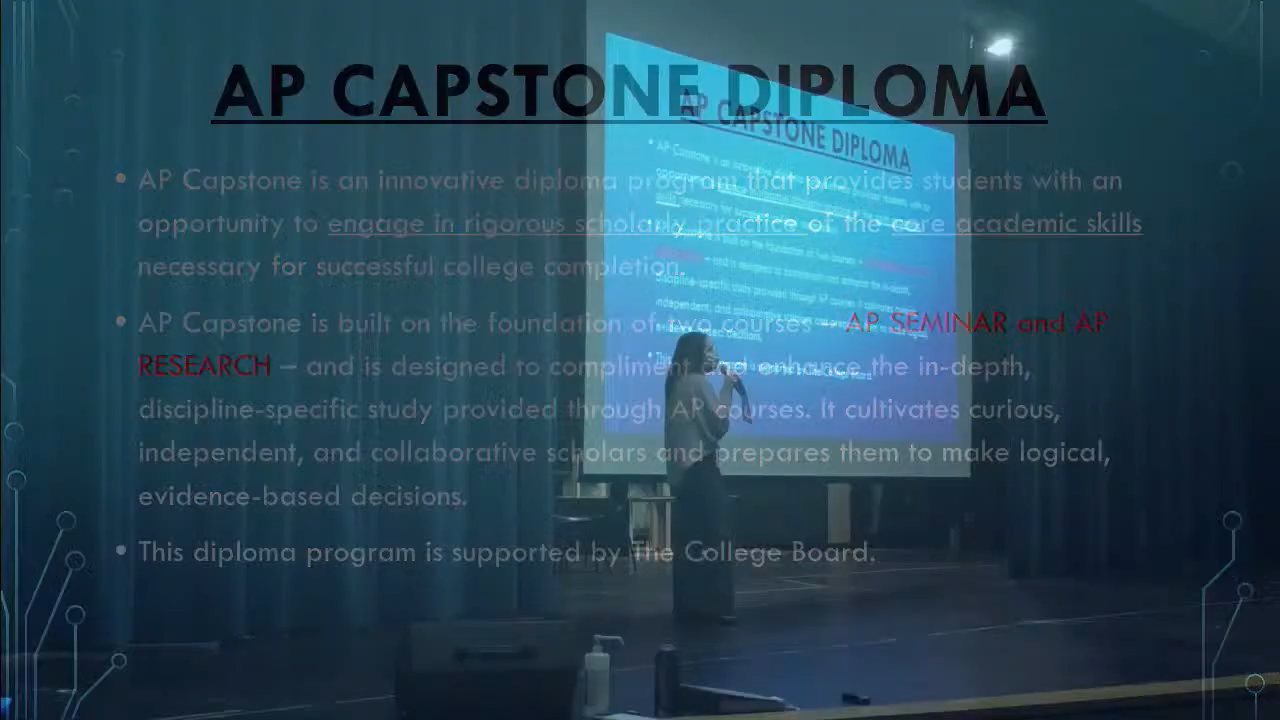 AP CAPSTONE DIPLOMA
• AP Capstone is an innovative diploma program that provides students with an
opportunity to engage in rigorous scholarly practice of the core academic skills
necessary for successful college completion.
• AP Capstone is built on the foundation of two courses – AP SEMINAR and AP
RESEARCH – and is designed to compliment and enhance the in-depth,
discipline-specific study provided through AP courses. It cultivates curious,
independent, and collaborative scholars and prepares them to make logical,
evidence-based decisions.
• This diploma program is supported by the College Board.
AP CAPSTONE DIPLOMA